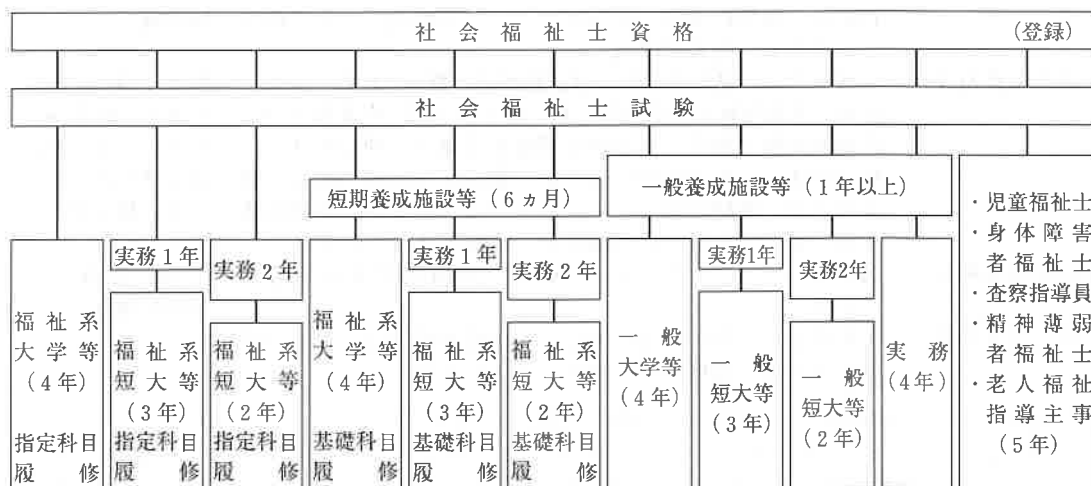 社会福祉士資格 (登録)
社会福祉士試験
短期養成施設等(6ヵ月)
一般養成施設等(1年以上)
福祉系
大学等
(4年)
指定科目
履修
実務1年
福祉系
短大等
(3年)
指定科目
履修
実務2年
福祉系
短大等
(2年)
指定科目
履修
福祉系
大学等
(4年)
基礎科目
履修
実務1年
福祉系
短大等
(3年)
基礎科目
履修
実務2年
福祉系
短大等
(2年)
基礎科目
履修
一般
大学等
(4年)
実務1年
一般
短大等
(3年)
実務2年
一般
短大等
(2年)
実務
(4年)
・児童福祉士
・身体障害
者福祉士
・査察指導員
・精神薄弱
者福祉士
・老人福祉
指導主事
(5年)